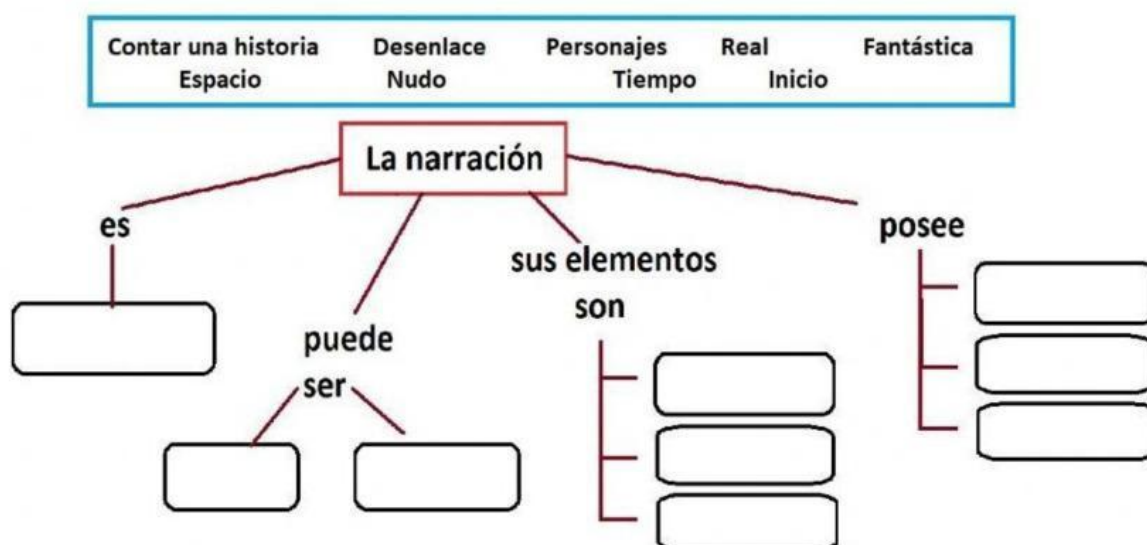 Contar una historia Desenlace Personajes Real Fantástica
Espacio Nudo Tiempo Inicio
La narración
es
puede
ser
sus elementos
son
posee